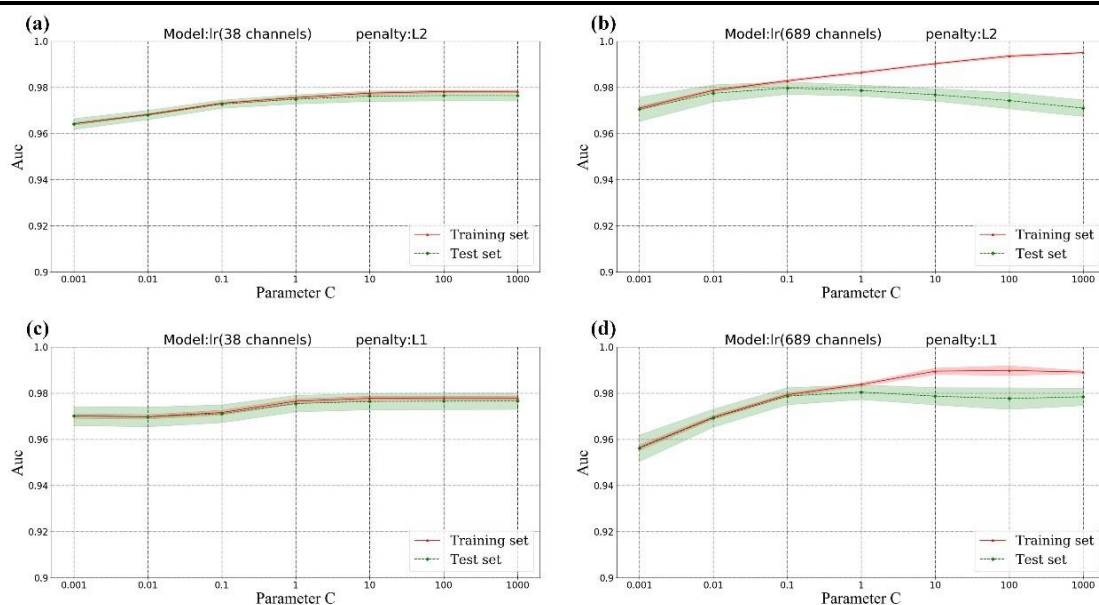 (a)
Model:lr(38 channels) penalty:L2
1.0
0.98
0.96
0.94
0.92
0.9
Auc
Training set
Test set
0.001 0.01 0.1 1 10 100 1000
Parameter C
(b)
Model:lr(689 channels) penalty:L2
1.0
0.98
0.96
0.94
0.92
0.9
Auc
Training set
Test set
0.001 0.01 0.1 1 10 100 1000
Parameter C
(c)
Model:lr(38 channels) penalty:L1
1.0
0.98
0.96
0.94
0.92
0.9
Auc
Training set
Test set
0.001 0.01 0.1 1 10 100 1000
Parameter C
(d)
Model:lr(689 channels) penalty:L1
1.0
0.98
0.96
0.94
0.92
0.9
Auc
Training set
Test set
0.001 0.01 0.1 1 10 100 1000
Parameter C